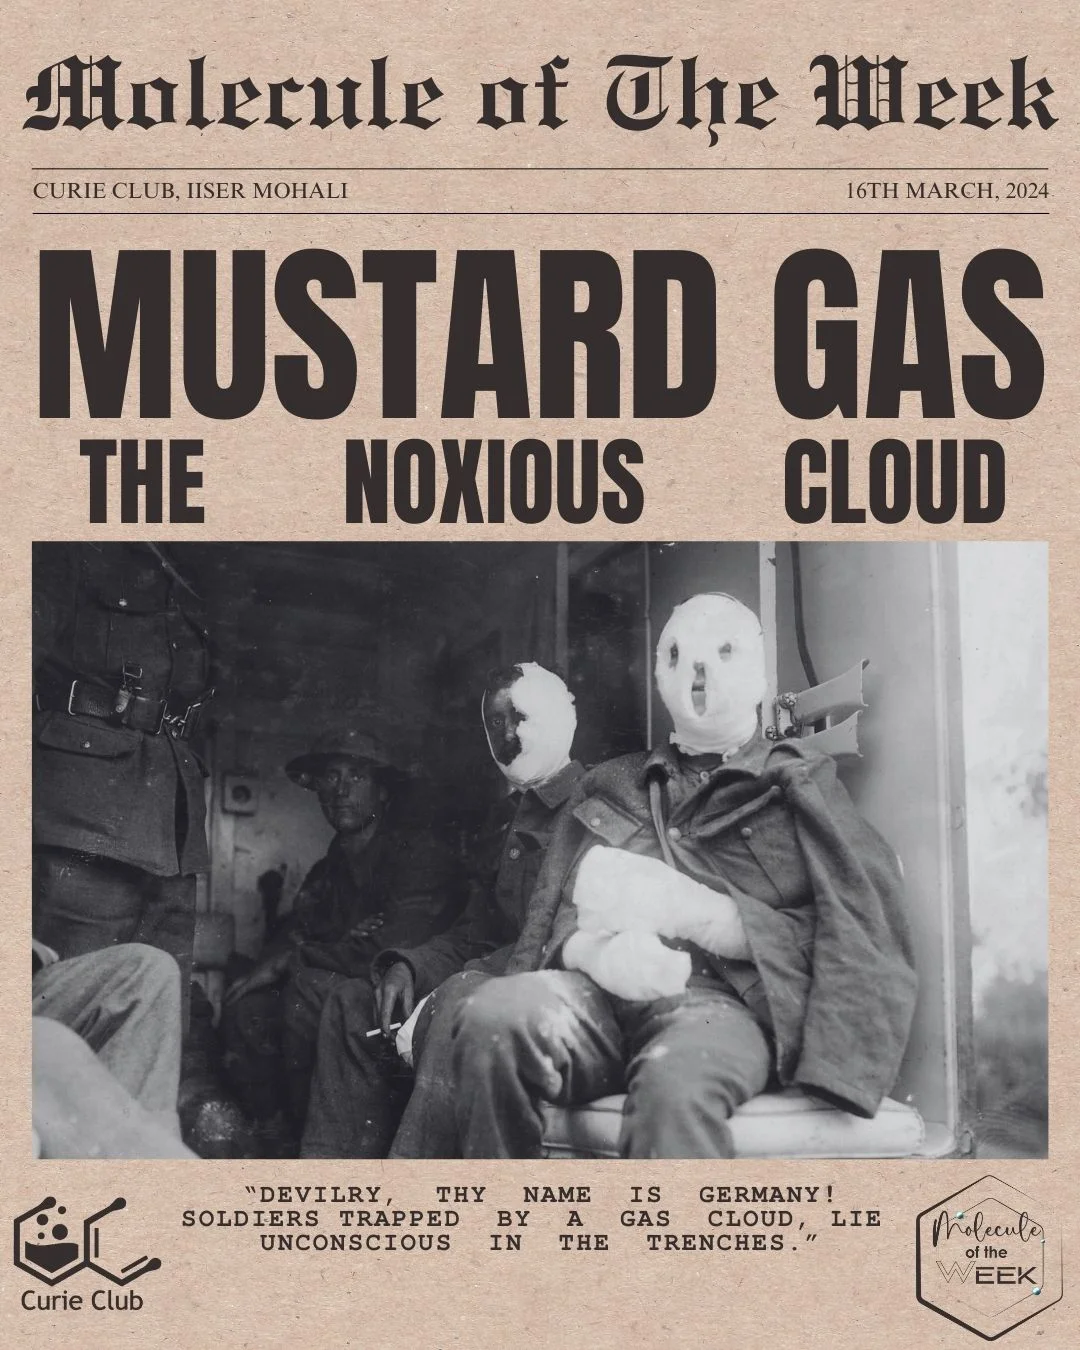 Molecule of The Week
CURIE CLUB, IISER MOHALI
16TH MARCH, 2024
MUSTARD GAS
THE NOXIOUS CLOUD
“DEVILRY, THY NAME IS GERMANY!
SOLDIERS TRAPPED BY A GAS CLOUD, LIE
UNCONSCIOUS IN THE TRENCHES.”
Curie Club
Molecule
of the
WEEK